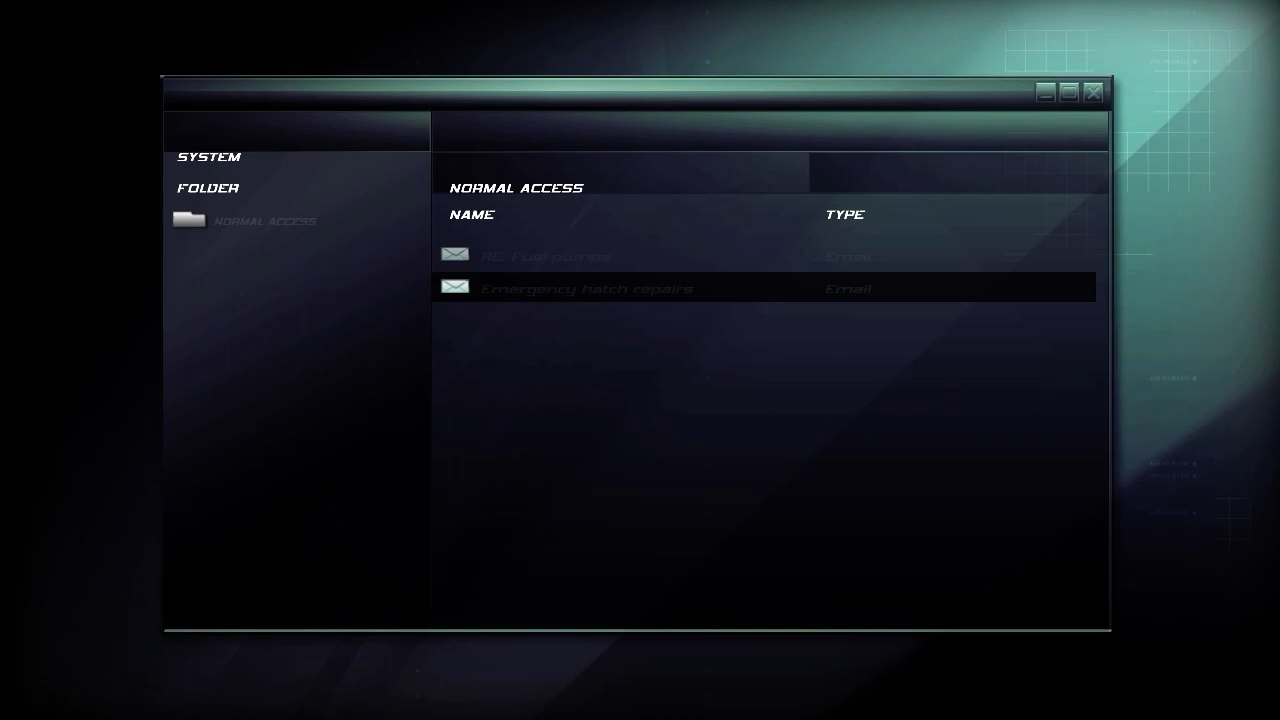 SYSTEM
FOLDER
NORMAL ACCESS
NORMAL ACCESS
NAME TYPE
RE: Fuel pumps Email
Emergency hatch repairs Email